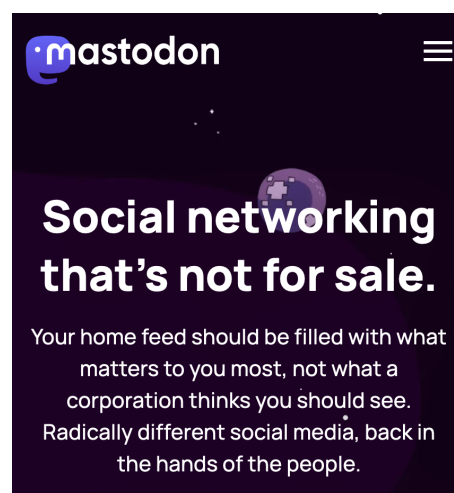 mastodon
Social networking
that's not for sale.
Your home feed should be filled with what
matters to you most, not what a
corporation thinks you should see.
Radically different social media, back in
the hands of the people.